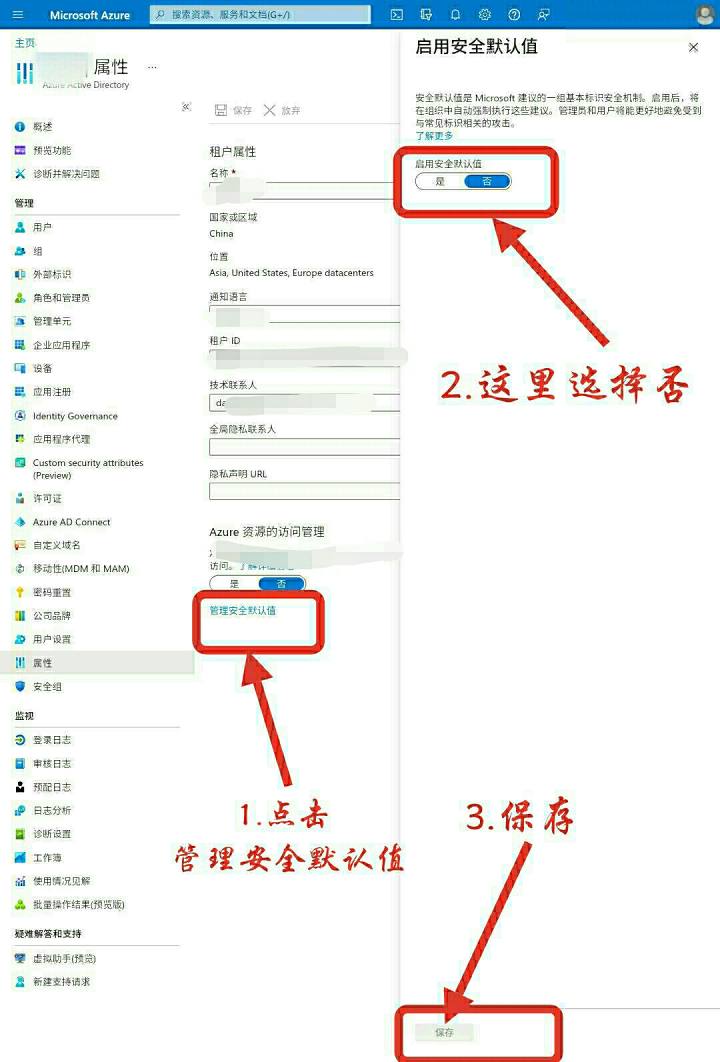 Microsoft Azure
搜索资源、服务和文档(G+/)
主页
属性
...
Azure Active Directory
概述
预览功能
诊断并解决问题
管理
用户
组
外部标识
角色和管理员
管理单元
企业应用程序
设备
应用注册
Identity Governance
应用程序代理
Custom security attributes
(Preview)
许可证
Azure AD Connect
自定义域名
移动性(MDM 和 MAM)
密码重置
公司品牌
用户设置
属性
安全组
监视
登录日志
审核日志
预配日志
日志分析
诊断设置
工作簿
使用情况见解
批量操作结果(预览版)
疑难解答和支持
虚拟助手(预览)
新建支持请求
保存
放弃
租户属性
名称 *
国家或区域
China
位置
Asia, United States, Europe datacenters
通知语言
租户 ID
技术联系人
da
全局隐私联系人
隐私声明 URL
Azure 资源的访问管理
访问。
是
否
管理安全默认值
1.点击
管理安全默认值
启用安全默认值
安全默认值是 Microsoft 建议的一组基本标识安全机制。启用后，将
在组织中自动强制执行这些建议。管理员和用户将能更好地避免受到
与常见标识相关的攻击。
了解更多
启用安全默认值
是
否
2.这里选择否
3.保存
保存